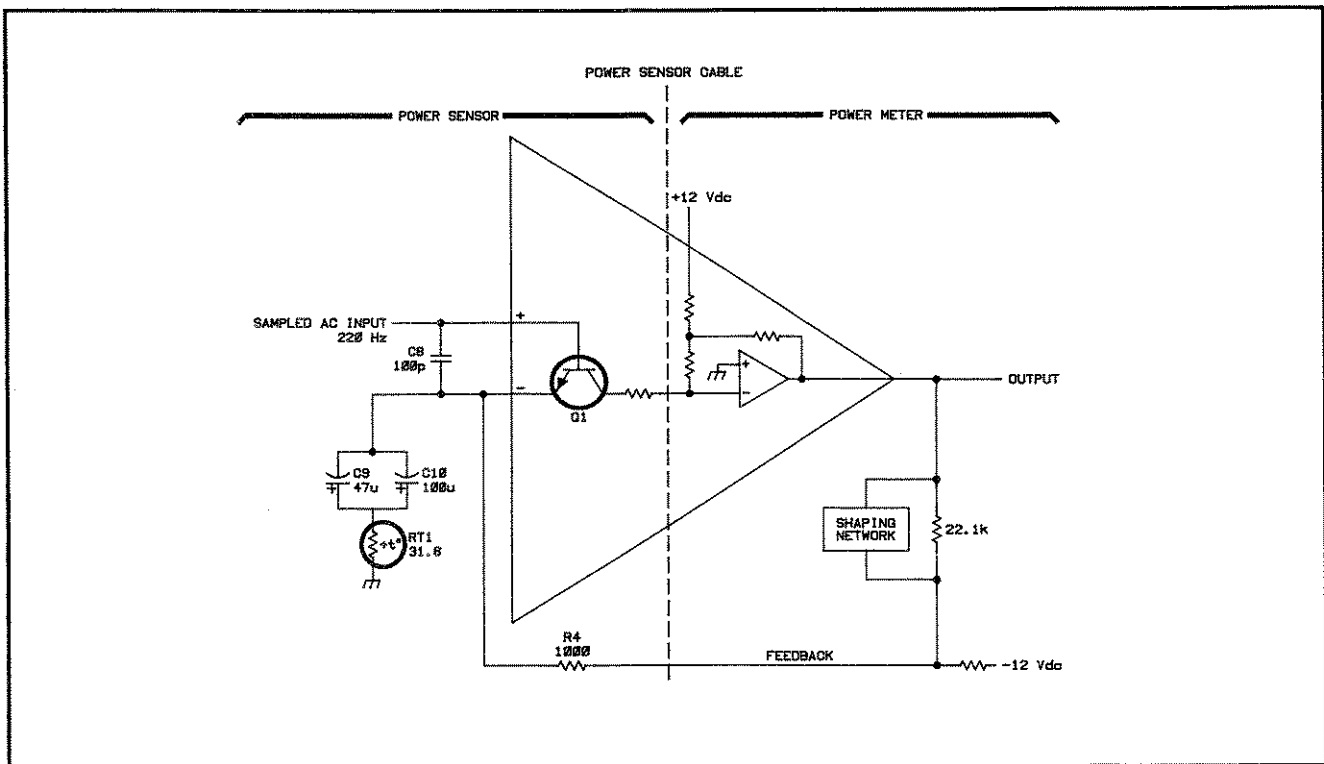 POWER SENSOR CABLE
POWER SENSOR
POWER METER
+12 Vdc
SAMPLED AC INPUT
220 Hz
+
C8
100p
-
Q1
+
-
OUTPUT
C9
47u
+
C10
100u
+
+t°
RT1
31.6
SHAPING
NETWORK
22.1k
R4
1000
FEEDBACK
-12 Vdc